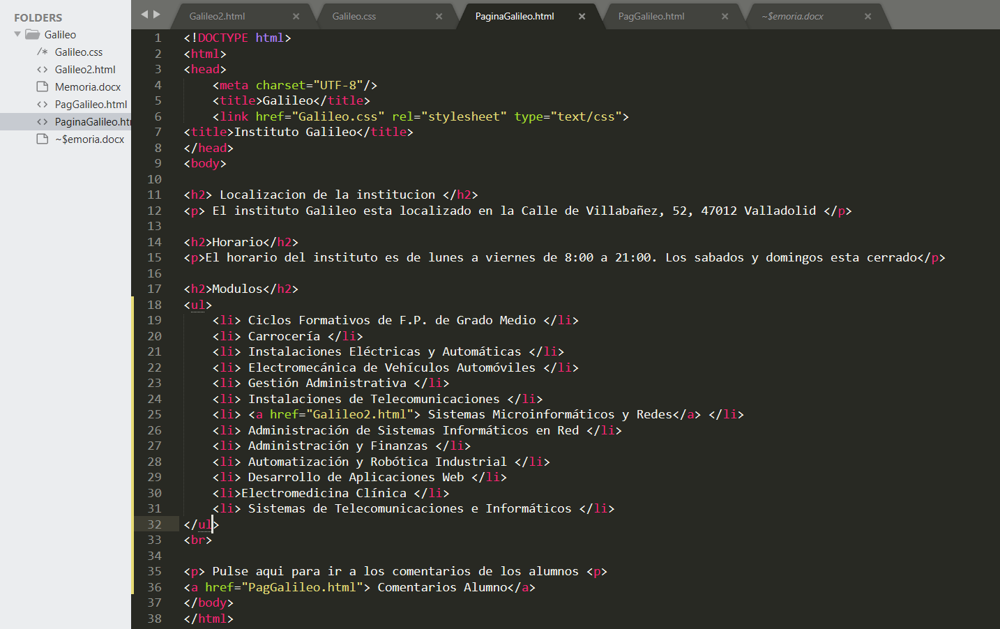 FOLDERS
Galileo
/* Galileo.css
<> Galileo2.html
Memoria.docx
<> PagGalileo.html
<> PaginaGalileo.htm
~$emoria.docx
Galileo2.html × Galileo.css × PaginaGalileo.html × PagGalileo.html × ~$emoria.docx ×
1 <!DOCTYPE html>
2 <html>
3 <head>
4     <meta charset="UTF-8"/>
5     <title>Galileo</title>
6     <link href="Galileo.css" rel="stylesheet" type="text/css">
7 <title>Instituto Galileo</title>
8 </head>
9 <body>
10
11 <h2> Localizacion de la institucion </h2>
12 <p> El instituto Galileo esta localizado en la Calle de Villabañez, 52, 47012 Valladolid </p>
13
14 <h2>Horario</h2>
15 <p>El horario del instituto es de lunes a viernes de 8:00 a 21:00. Los sabados y domingos esta cerrado</p>
16
17 <h2>Modulos</h2>
18 <ul>
19     <li> Ciclos Formativos de F.P. de Grado Medio </li>
20     <li> Carrocería </li>
21     <li> Instalaciones Eléctricas y Automáticas </li>
22     <li> Electromecánica de Vehículos Automóviles </li>
23     <li> Gestión Administrativa </li>
24     <li> Instalaciones de Telecomunicaciones </li>
25     <li> <a href="Galileo2.html"> Sistemas Microinformáticos y Redes</a> </li>
26     <li> Administración de Sistemas Informáticos en Red </li>
27     <li> Administración y Finanzas </li>
28     <li> Automatización y Robótica Industrial </li>
29     <li> Desarrollo de Aplicaciones Web </li>
30     <li>Electromedicina Clínica </li>
31     <li> Sistemas de Telecomunicaciones e Informáticos </li>
32 </ul>
33 <br>
34
35 <p> Pulse aqui para ir a los comentarios de los alumnos <p>
36 <a href="PagGalileo.html"> Comentarios Alumno</a>
37 </body>
38 </html>